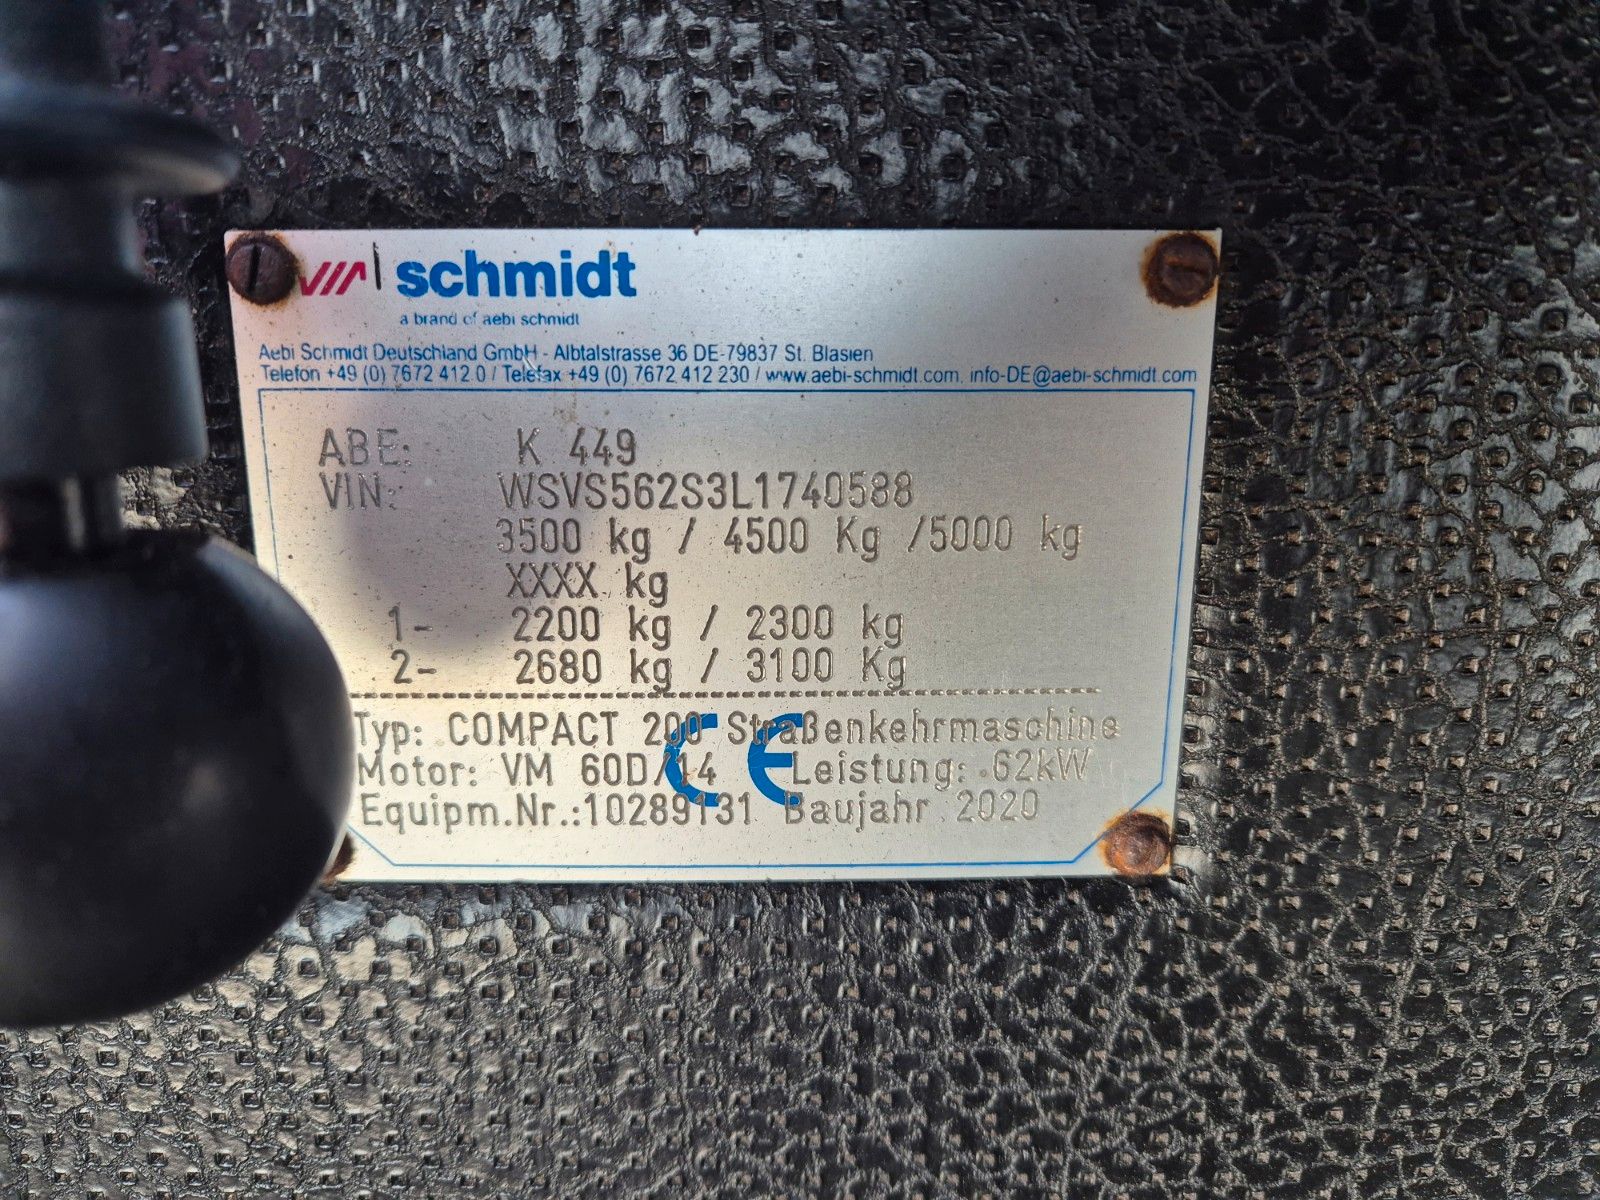 schmidt
a brand of aebi schmidt
Aebi Schmidt Deutschland GmbH - Albtalstrasse 36 DE-79837 St. Blasien
Telefon +49 (0) 7672 412 0 / Telefax +49 (0) 7672 412 230 / www.aebi-schmidt.com, info-DE@aebi-schmidt.com
ABE: K 449
VIN: WSVS562S3L1740588
3500 kg / 4500 Kg /5000 kg
XXXX kg
1- 2200 kg / 2300 kg
2- 2680 kg / 3100 Kg
Typ: COMPACT 200 Straßenkehrmaschine
Motor: VM 60D/14 Leistung: 62kW
Equipm.Nr.:10289131 Baujahr 2020
CE